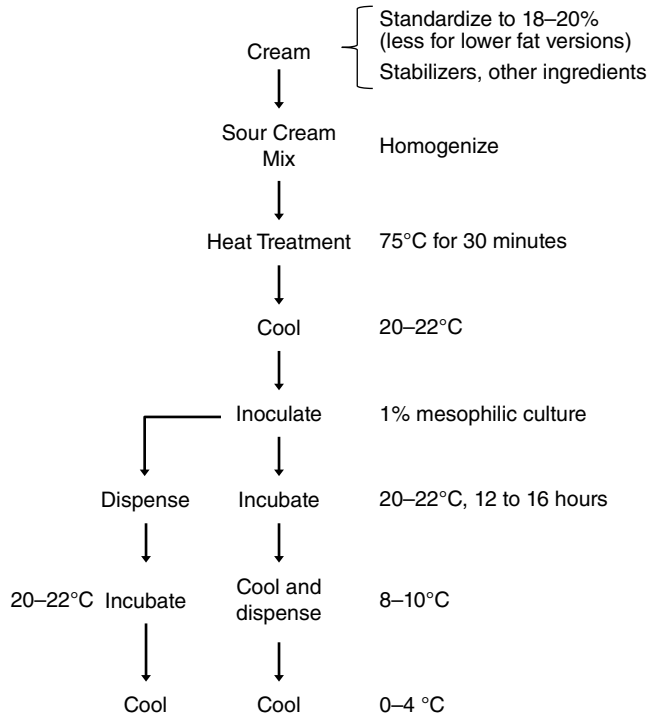 Standardize to 18–20%
(less for lower fat versions)
Cream
Stabilizers, other ingredients
Sour Cream
Mix
Homogenize
Heat Treatment
75°C for 30 minutes
Cool
20–22°C
Inoculate
1% mesophilic culture
Dispense
Incubate
20–22°C, 12 to 16 hours
20–22°C
Incubate
Cool and
dispense
8–10°C
Cool
Cool
0–4 °C